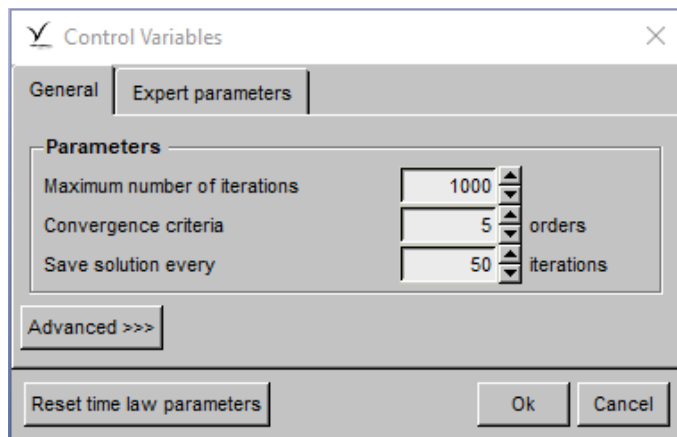 Control Variables
General Expert parameters
Parameters
Maximum number of iterations 1000
Convergence criteria 5 orders
Save solution every 50 iterations
Advanced >>>
Reset time law parameters Ok Cancel